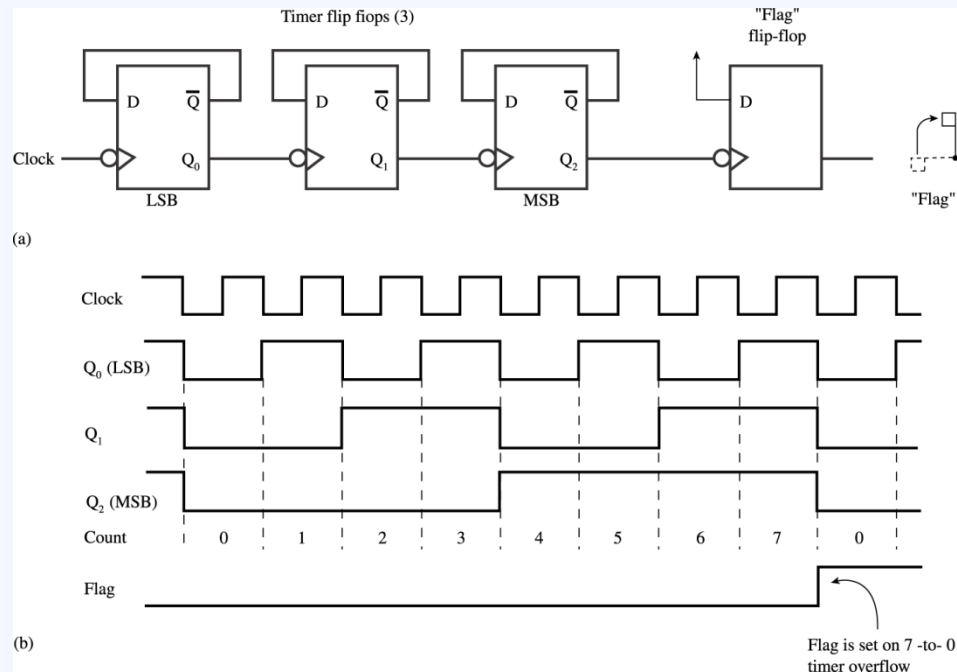 Timer flip fiops (3)
"Flag"
flip-flop
D Q̅ D Q̅ D Q̅ D
Clock Q₀ Q₁ Q₂
LSB MSB
"Flag"
(a)
Clock
Q₀ (LSB)
Q₁
Q₂ (MSB)
Count 0 1 2 3 4 5 6 7 0
Flag
(b)
Flag is set on 7 -to- 0
timer overflow